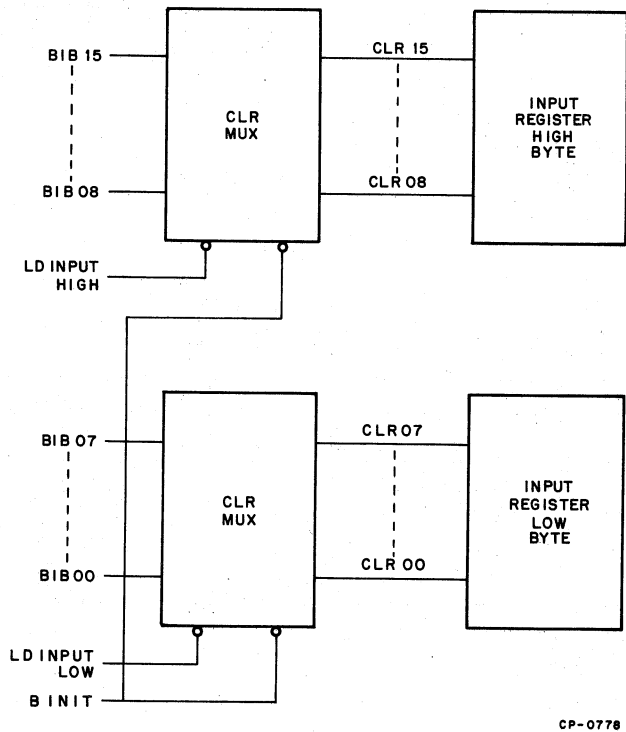 BIB 15
CLR 15
CLR
MUX
INPUT
REGISTER
HIGH
BYTE
BIB 08
CLR 08
LD INPUT
HIGH
BIB 07
CLR 07
CLR
MUX
INPUT
REGISTER
LOW
BYTE
BIB 00
CLR 00
LD INPUT
LOW
B INIT
CP-0778